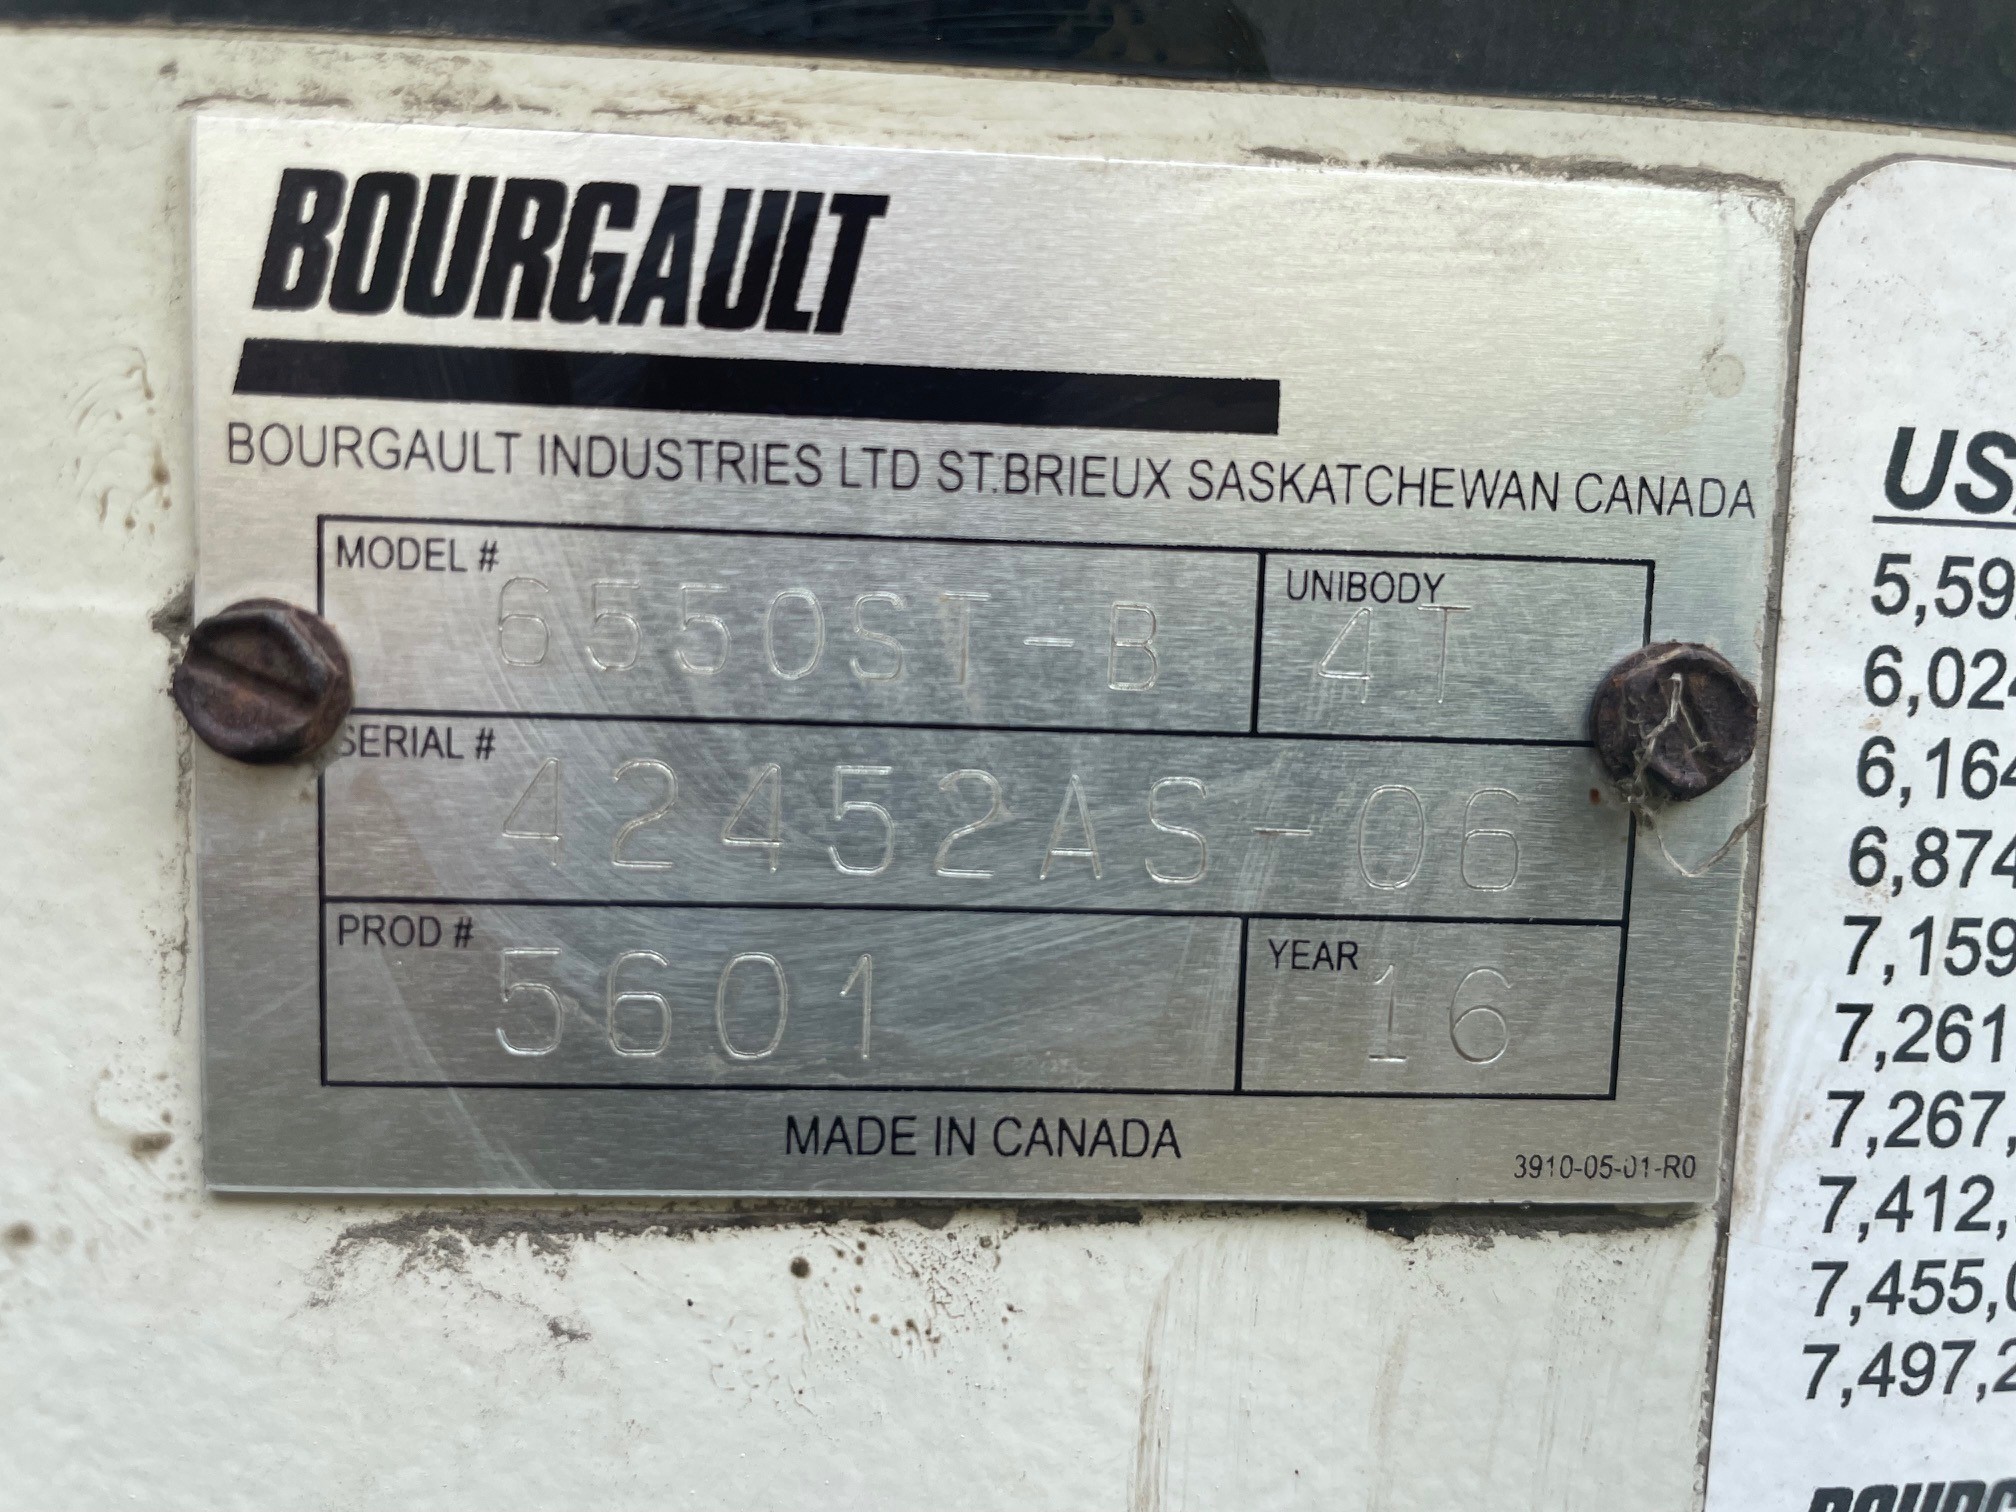 BOURGAULT
BOURGAULT INDUSTRIES LTD ST.BRIEUX SASKATCHEWAN CANADA
MODEL # 6550ST-B
UNIBODY 4T
SERIAL # 42452AS-06
PROD # 5601
YEAR 16
MADE IN CANADA
3910-05-01-R0
5,59
6,02
6,164
6,874
7,159
7,261
7,267,
7,412,
7,455,
7,497,2